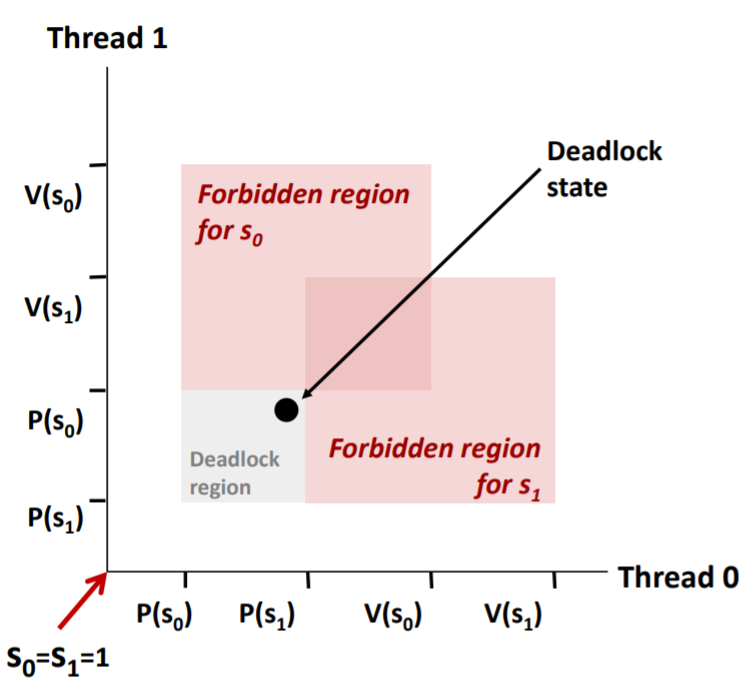 Thread 1
Deadlock
state
V(s₀)
Forbidden region
for s₀
V(s₁)
P(s₀)
Forbidden region
for s₁
Deadlock
region
P(s₁)
Thread 0
P(s₀) P(s₁) V(s₀) V(s₁)
S₀=S₁=1